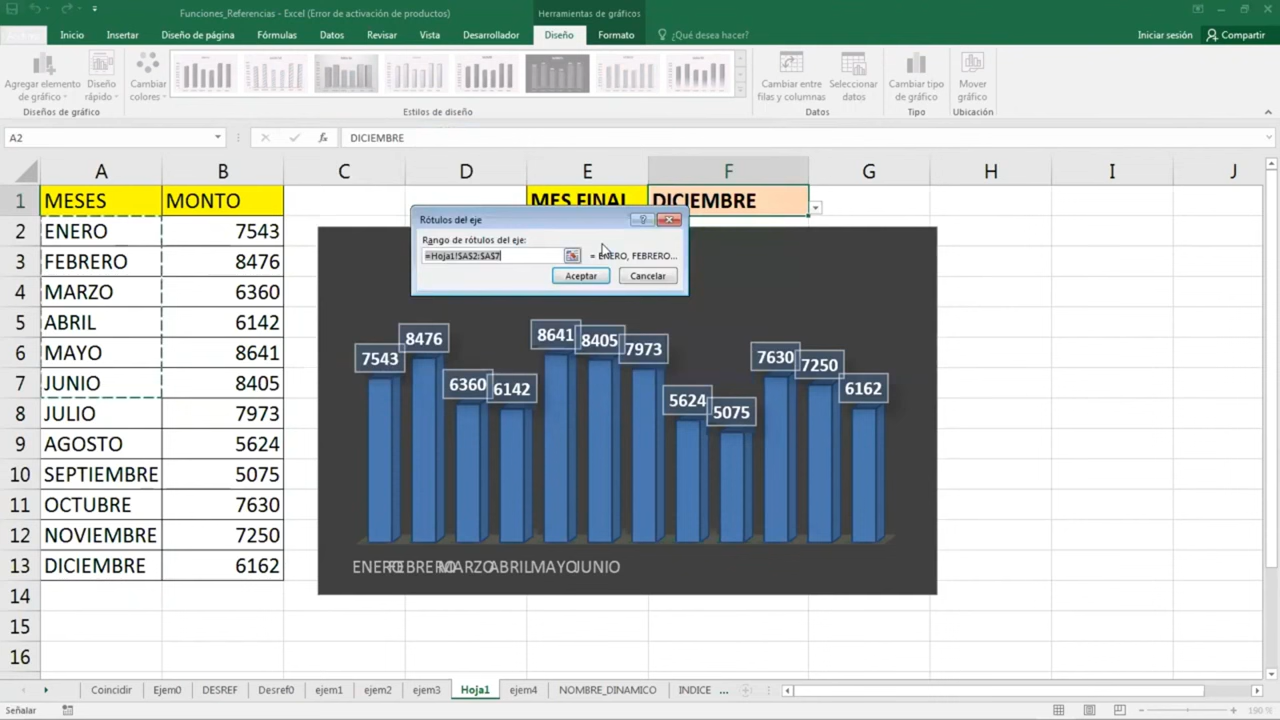 Funciones_Referencias - Excel (Error de activación de productos)
Herramientas de gráfico
Inicio
Insertar
Diseño de página
Fórmulas
Datos
Revisar
Vista
Desarrollador
Diseño
Formato
¿Qué desea hacer?
Iniciar sesión
Compartir
Agregar elemento de gráfico
Diseño rápido
Cambiar colores
Cambiar entre filas y columnas
Seleccionar datos
Cambiar tipo de gráfico
Mover gráfico
Diseños de gráfico
Estilos de diseño
Datos
Tipo
Ubicación
A2
fx
DICIEMBRE
A B C D E F G H I J
1 MESES MONTO MES FINAL DICIEMBRE
2 ENERO 7543
3 FEBRERO 8476
4 MARZO 6360
5 ABRIL 6142
6 MAYO 8641
7 JUNIO 8405
8 JULIO 7973
9 AGOSTO 5624
10 SEPTIEMBRE 5075
11 OCTUBRE 7630
12 NOVIEMBRE 7250
13 DICIEMBRE 6162
14
15
16
Rótulos del eje
?
Rango de rótulos del eje:
=Hoja1!$A$2:$A$7
= ENERO, FEBRERO...
Aceptar
Cancelar
7543 8476 6360 6142 8641 8405 7973 5624 5075 7630 7250 6162
ENERO FEBRERO MARZO ABRIL MAYO JUNIO
Coincidir
Ejem0
DESREF
Desref0
ejem1
ejem2
ejem3
Hoja1
ejem4
NOMBRE_DINAMICO
INDICE
...
Señalar
190 %